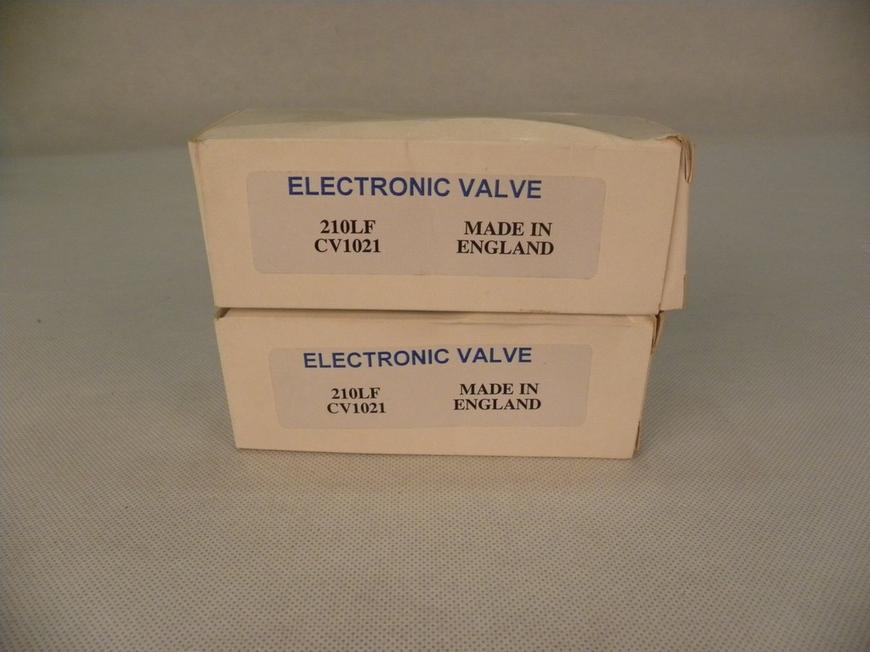 ELECTRONIC VALVE
210LF
CV1021
MADE IN
ENGLAND
ELECTRONIC VALVE
210LF
CV1021
MADE IN
ENGLAND